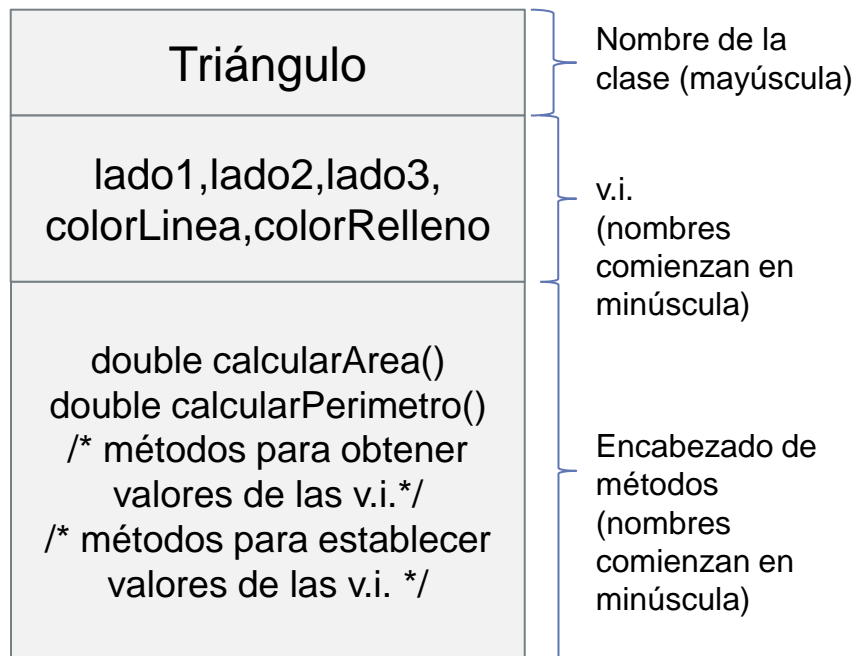 Triángulo
Nombre de la
clase (mayúscula)
lado1,lado2,lado3,
colorLinea,colorRelleno
v.i.
(nombres
comienzan en
minúscula)
double calcularArea()
double calcularPerimetro()
/* métodos para obtener
valores de las v.i.*/
/* métodos para establecer
valores de las v.i. */
Encabezado de
métodos
(nombres
comienzan en
minúscula)